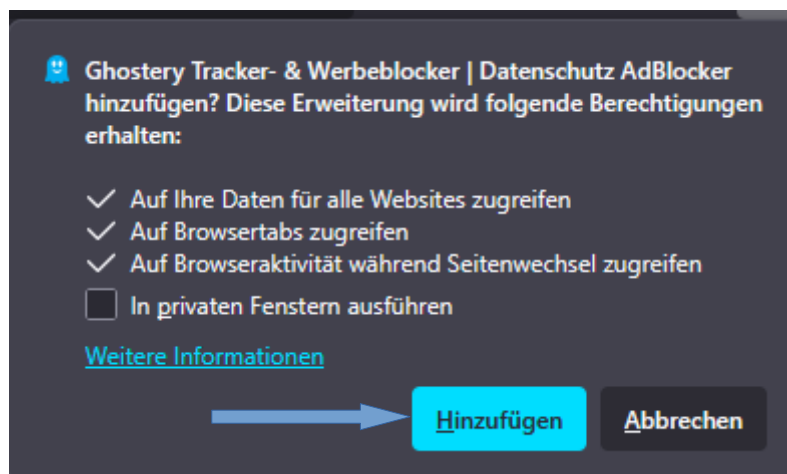 Ghostery Tracker- & Werbeblocker | Datenschutz AdBlocker
hinzufügen? Diese Erweiterung wird folgende Berechtigungen
erhalten:
Auf Ihre Daten für alle Websites zugreifen
Auf Browsertabs zugreifen
Auf Browseraktivität während Seitenwechsel zugreifen
In privaten Fenstern ausführen
Weitere Informationen
Hinzufügen Abbrechen